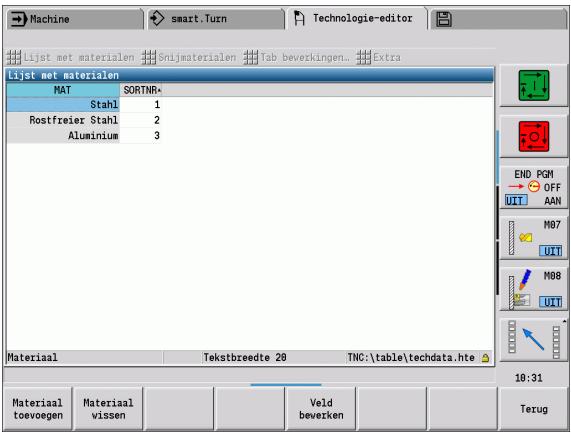 Machine
smart.Turn
Technologie-editor
Lijst met materialen
Snijmaterialen
Tab bewerkingen…
Extra
Lijst met materialen
MAT SORTNR
Stahl 1
Rostfreier Stahl 2
Aluminium 3
Materiaal
Tekstbreedte 20
TNC:\table\techdata.hte
END PGM
OFF
UIT AAN
M07
UIT
M08
UIT
10:31
Materiaal
toevoegen
Materiaal
wissen
Veld
bewerken
Terug